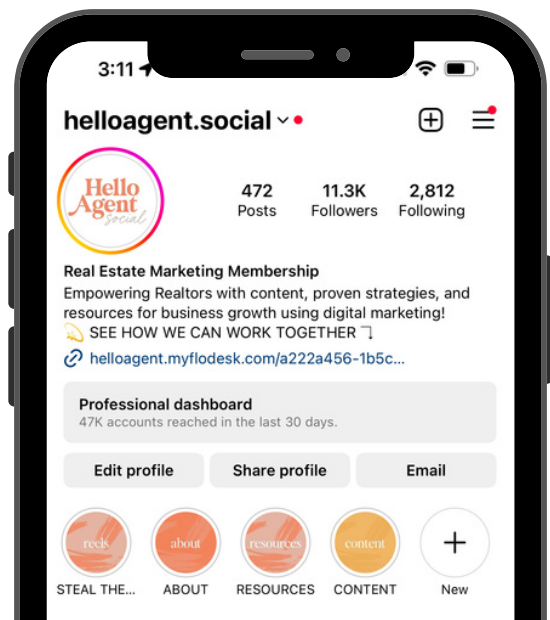 3:11
helloagent.social
Hello
Agent
social
472 11.3K 2,812
Posts Followers Following
Real Estate Marketing Membership
Empowering Realtors with content, proven strategies, and
resources for business growth using digital marketing!
💫 SEE HOW WE CAN WORK TOGETHER ⤵
helloagent.myflodesk.com/a222a456-1b5c...
Professional dashboard
47K accounts reached in the last 30 days.
Edit profile Share profile Email
reels about resources content
STEAL THE... ABOUT RESOURCES CONTENT New